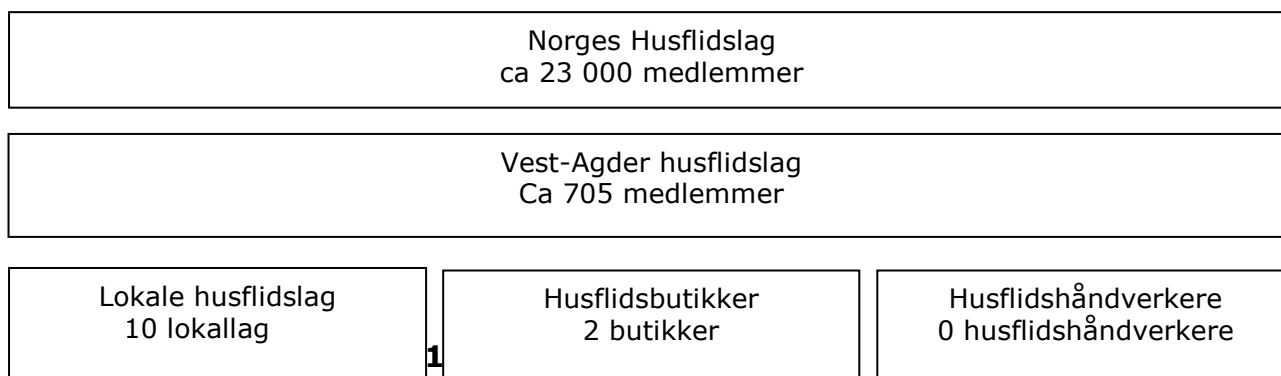 Norges Husflidslag
ca 23 000 medlemmer
Vest-Agder husflidslag
Ca 705 medlemmer
Lokale husflidslag
10 lokallag
Husflidsbutikker
2 butikker
Husflidshåndverkere
0 husflidshåndverkere
1